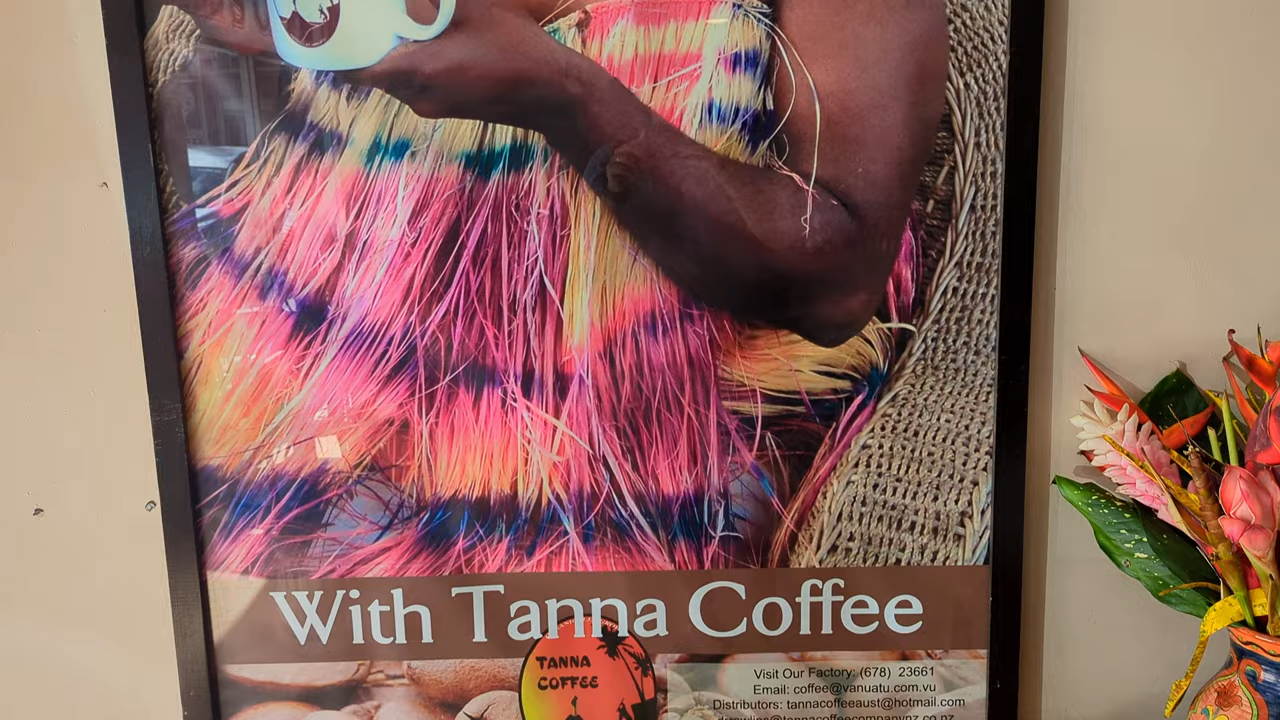 With Tanna Coffee
TANNA
COFFEE
Visit Our Factory: (678) 23661
Email: coffee@vanuatu.com.vu
Distributors: tannacoffeeaust@hotmail.com